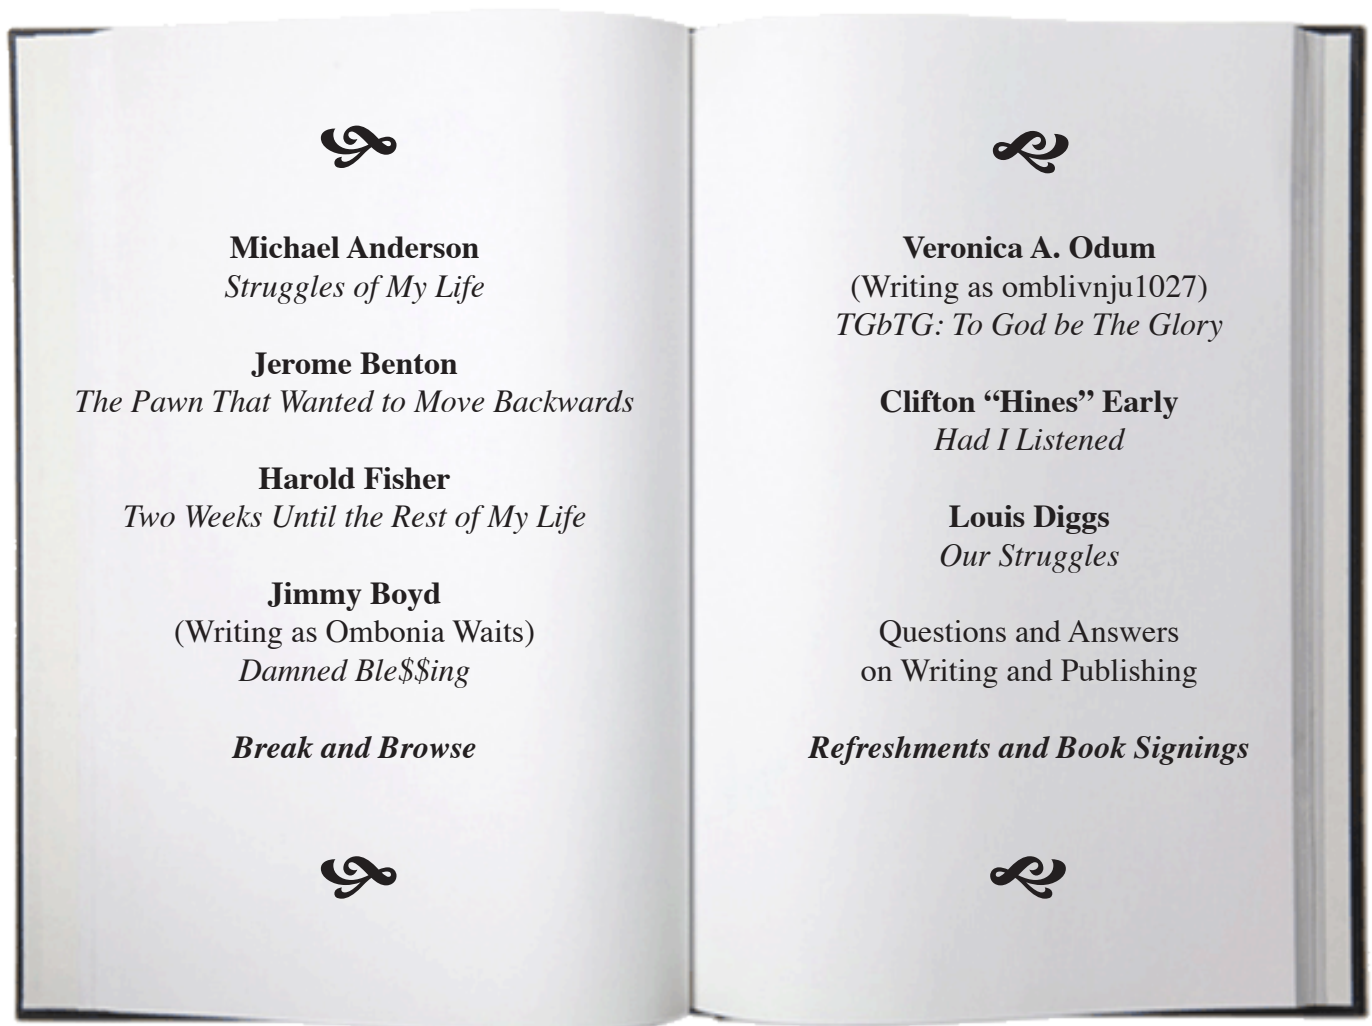 Michael Anderson
Struggles of My Life
Jerome Benton
The Pawn That Wanted to Move Backwards
Harold Fisher
Two Weeks Until the Rest of My Life
Jimmy Boyd
(Writing as Ombonia Waits)
Damned Ble$$ing
Break and Browse
Veronica A. Odum
(Writing as omblivnju1027)
TGbTG: To God be The Glory
Clifton “Hines” Early
Had I Listened
Louis Diggs
Our Struggles
Questions and Answers
on Writing and Publishing
Refreshments and Book Signings